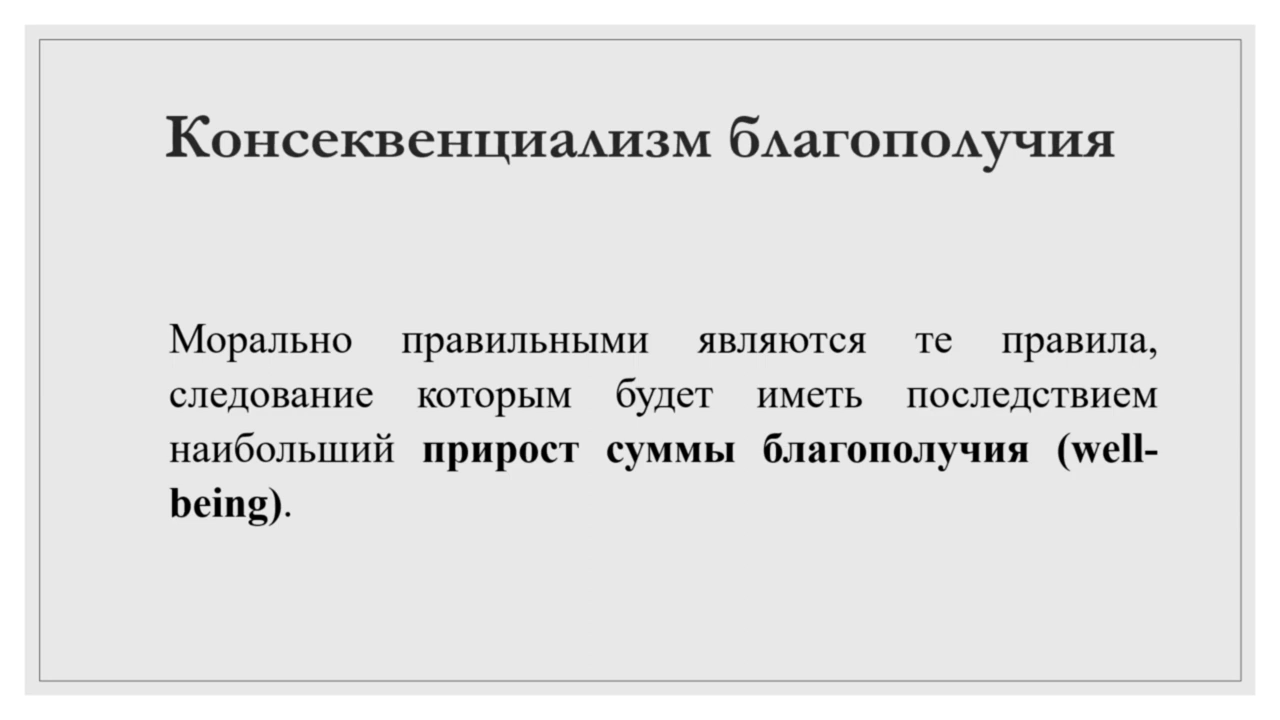 Консеквенциализм благополучия
Морально правильными являются те правила,
следование которым будет иметь последствием
наибольший прирост суммы благополучия (well-
being).